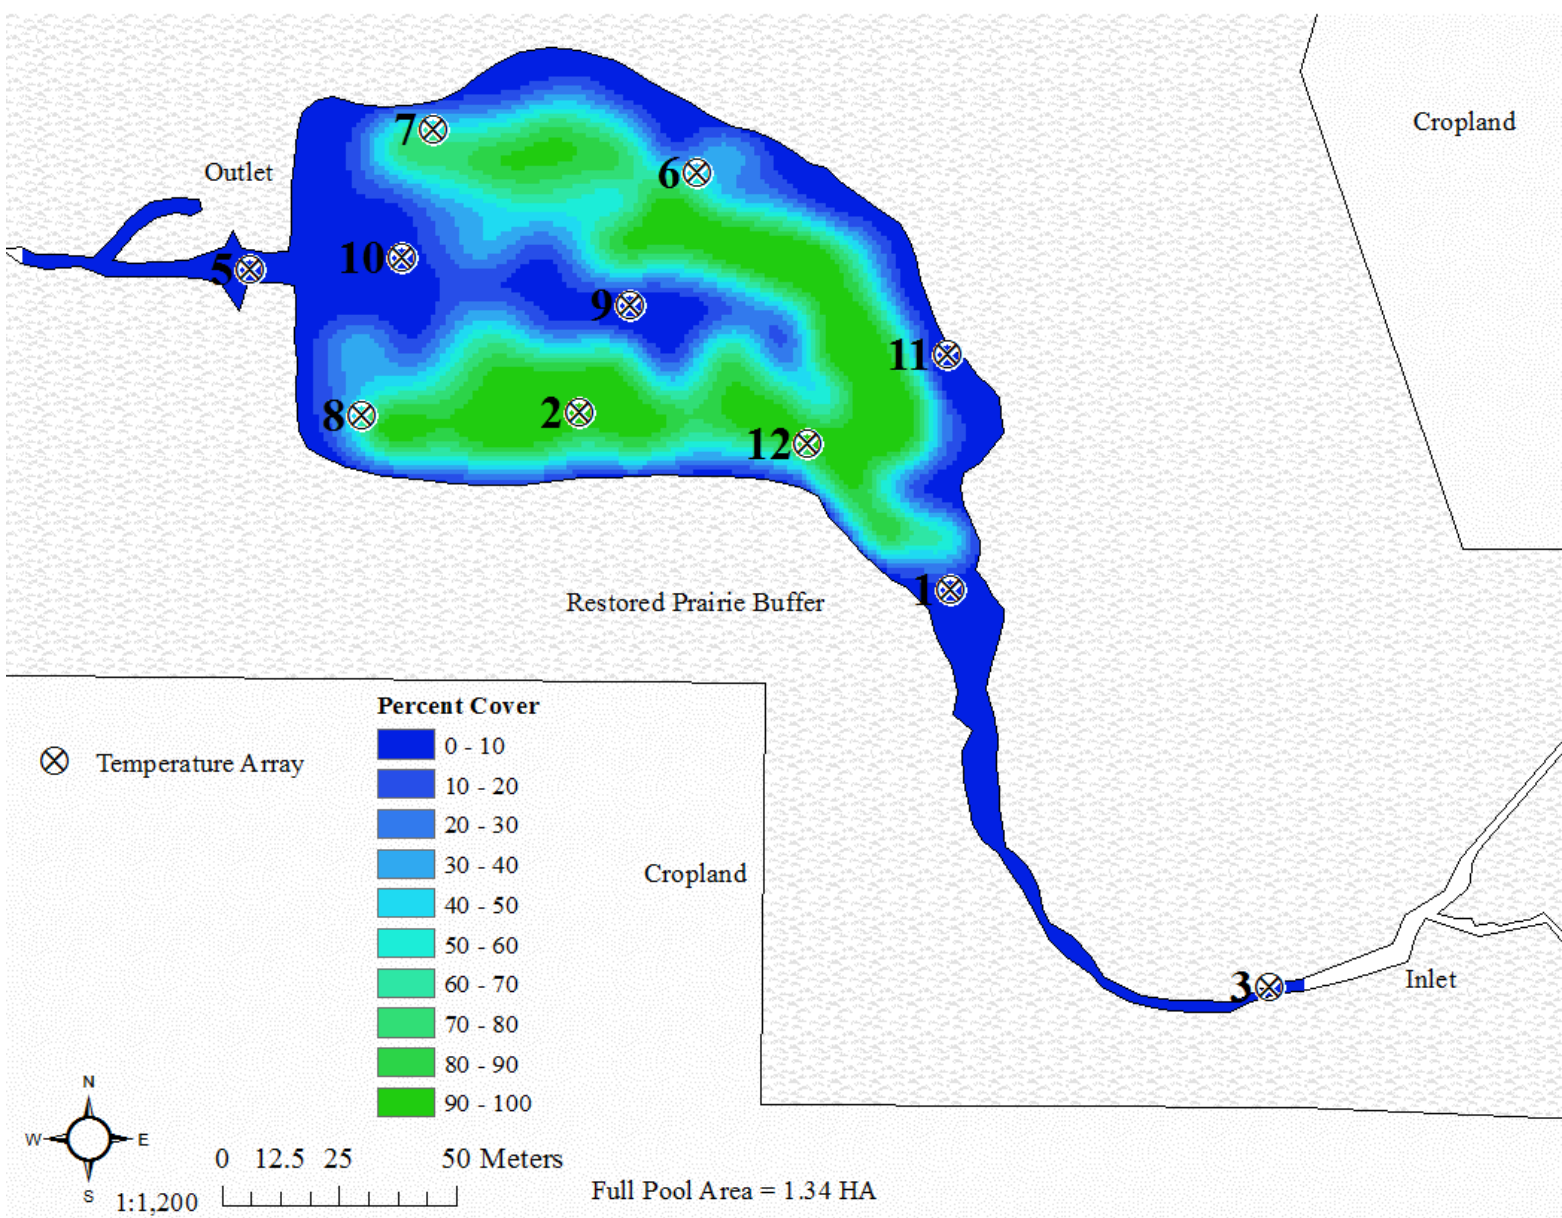 Cropland
7
Outlet
6
10
5
9
11
8
2
12
1
Restored Prairie Buffer
Percent Cover
0 - 10
Temperature Array
10 - 20
20 - 30
30 - 40
Cropland
40 - 50
50 - 60
60 - 70
3
Inlet
70 - 80
80 - 90
90 - 100
N
W E
S
0 12.5 25 50 Meters
1:1,200
Full Pool Area = 1.34 HA